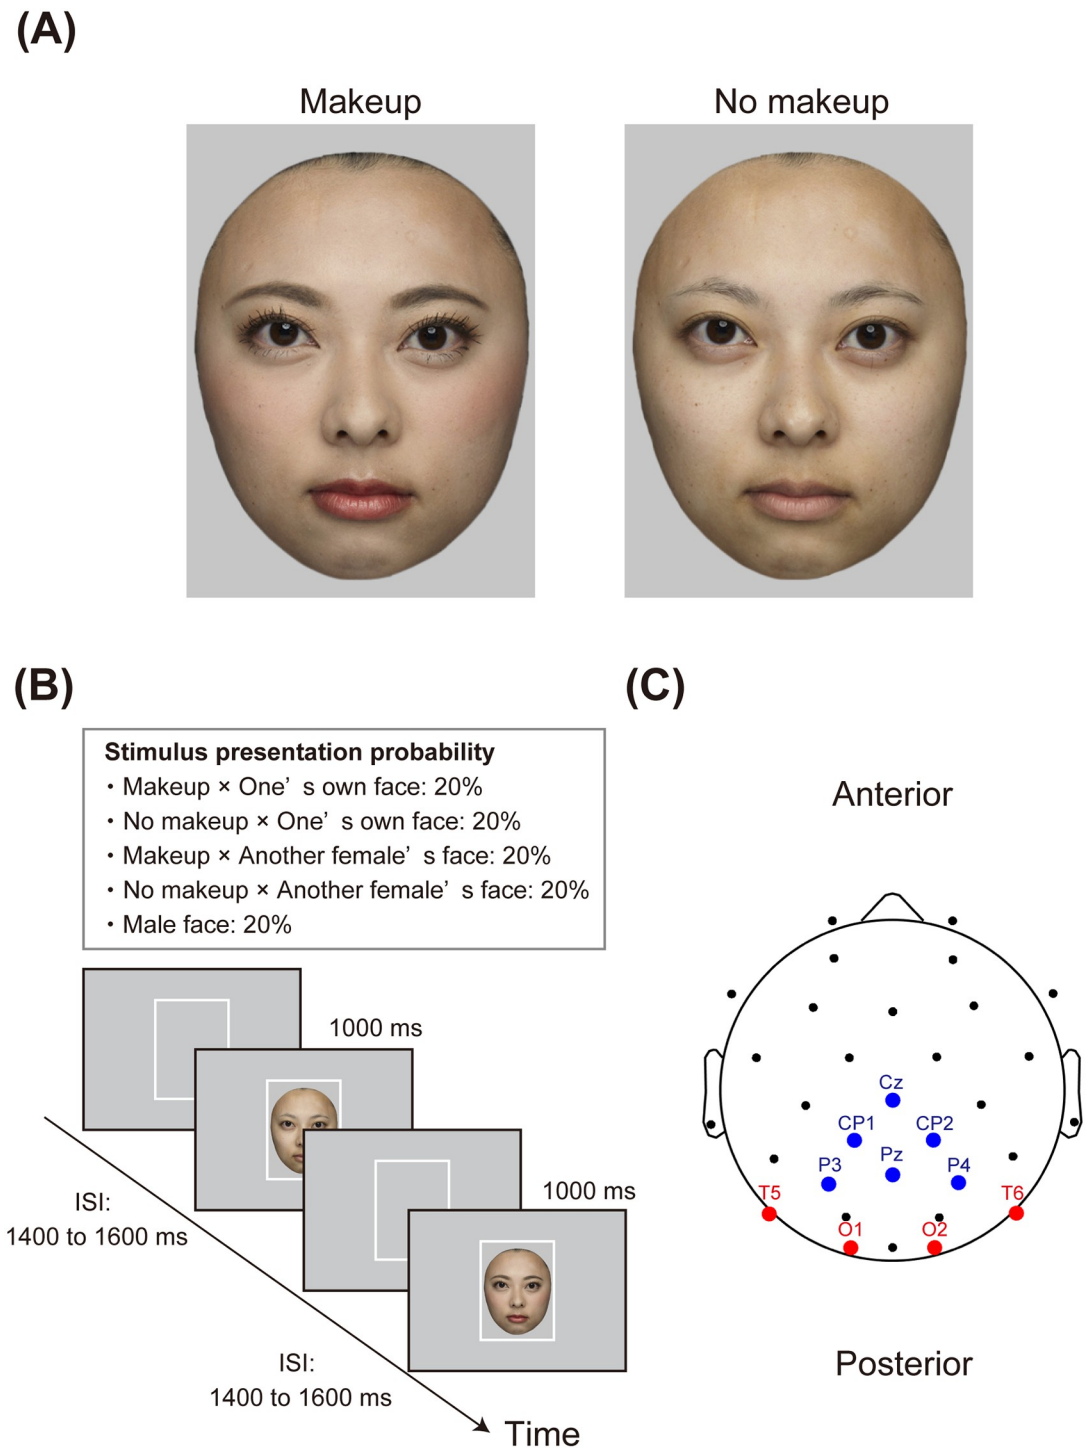 (A)
Makeup
No makeup
(B)
Stimulus presentation probability
・Makeup × One’ s own face: 20%
・No makeup × One’ s own face: 20%
・Makeup × Another female’ s face: 20%
・No makeup × Another female’ s face: 20%
・Male face: 20%
1000 ms
1000 ms
ISI:
1400 to 1600 ms
ISI:
1400 to 1600 ms
Time
(C)
Anterior
Cz
CP1
CP2
Pz
P3
P4
T5
T6
O1
O2
Posterior